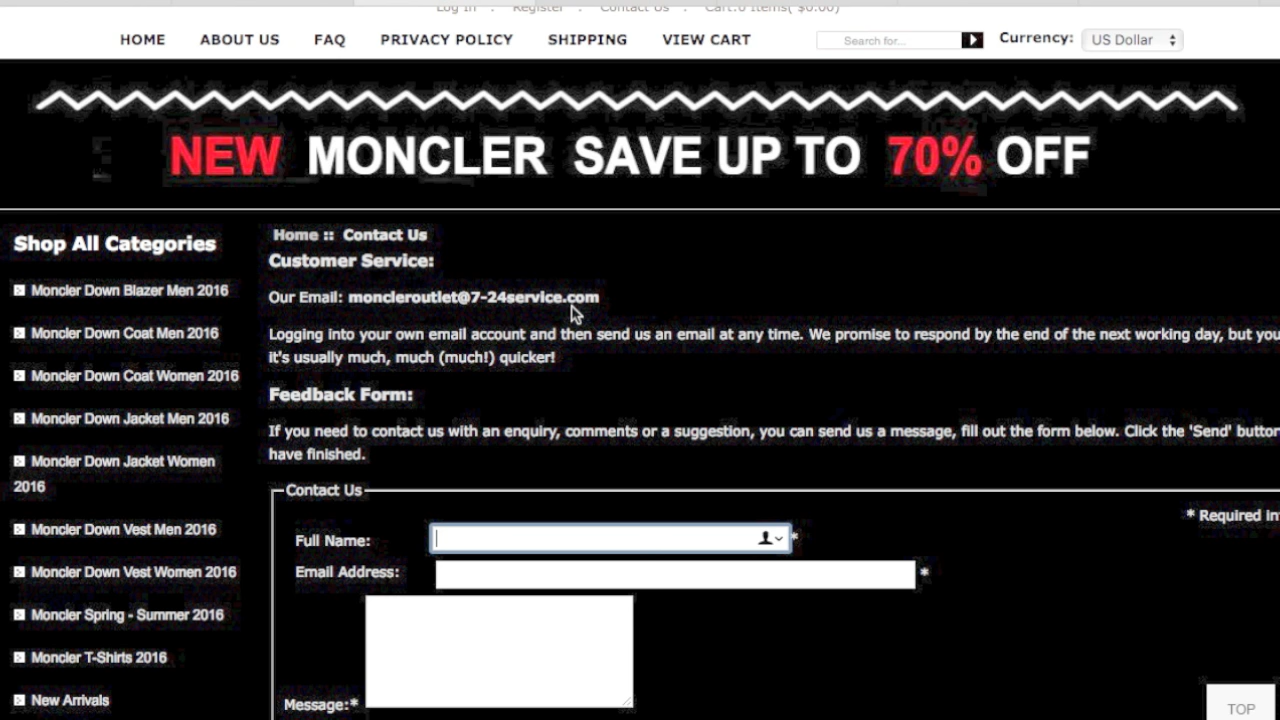 Log In . Register . Contact Us . Cart:0 Items( $0.00)
HOME ABOUT US FAQ PRIVACY POLICY SHIPPING VIEW CART Search for... Currency: US Dollar
NEW MONCLER SAVE UP TO 70% OFF
Shop All Categories
Moncler Down Blazer Men 2016
Moncler Down Coat Men 2016
Moncler Down Coat Women 2016
Moncler Down Jacket Men 2016
Moncler Down Jacket Women
2016
Moncler Down Vest Men 2016
Moncler Down Vest Women 2016
Moncler Spring - Summer 2016
Moncler T-Shirts 2016
New Arrivals
Home :: Contact Us
Customer Service:
Our Email: moncleroutlet@7-24service.com
Logging into your own email account and then send us an email at any time. We promise to respond by the end of the next working day, but you
it's usually much, much (much!) quicker!
Feedback Form:
If you need to contact us with an enquiry, comments or a suggestion, you can send us a message, fill out the form below. Click the 'Send' button
have finished.
Contact Us
* Required in
Full Name: *
Email Address: *
Message:*
TOP